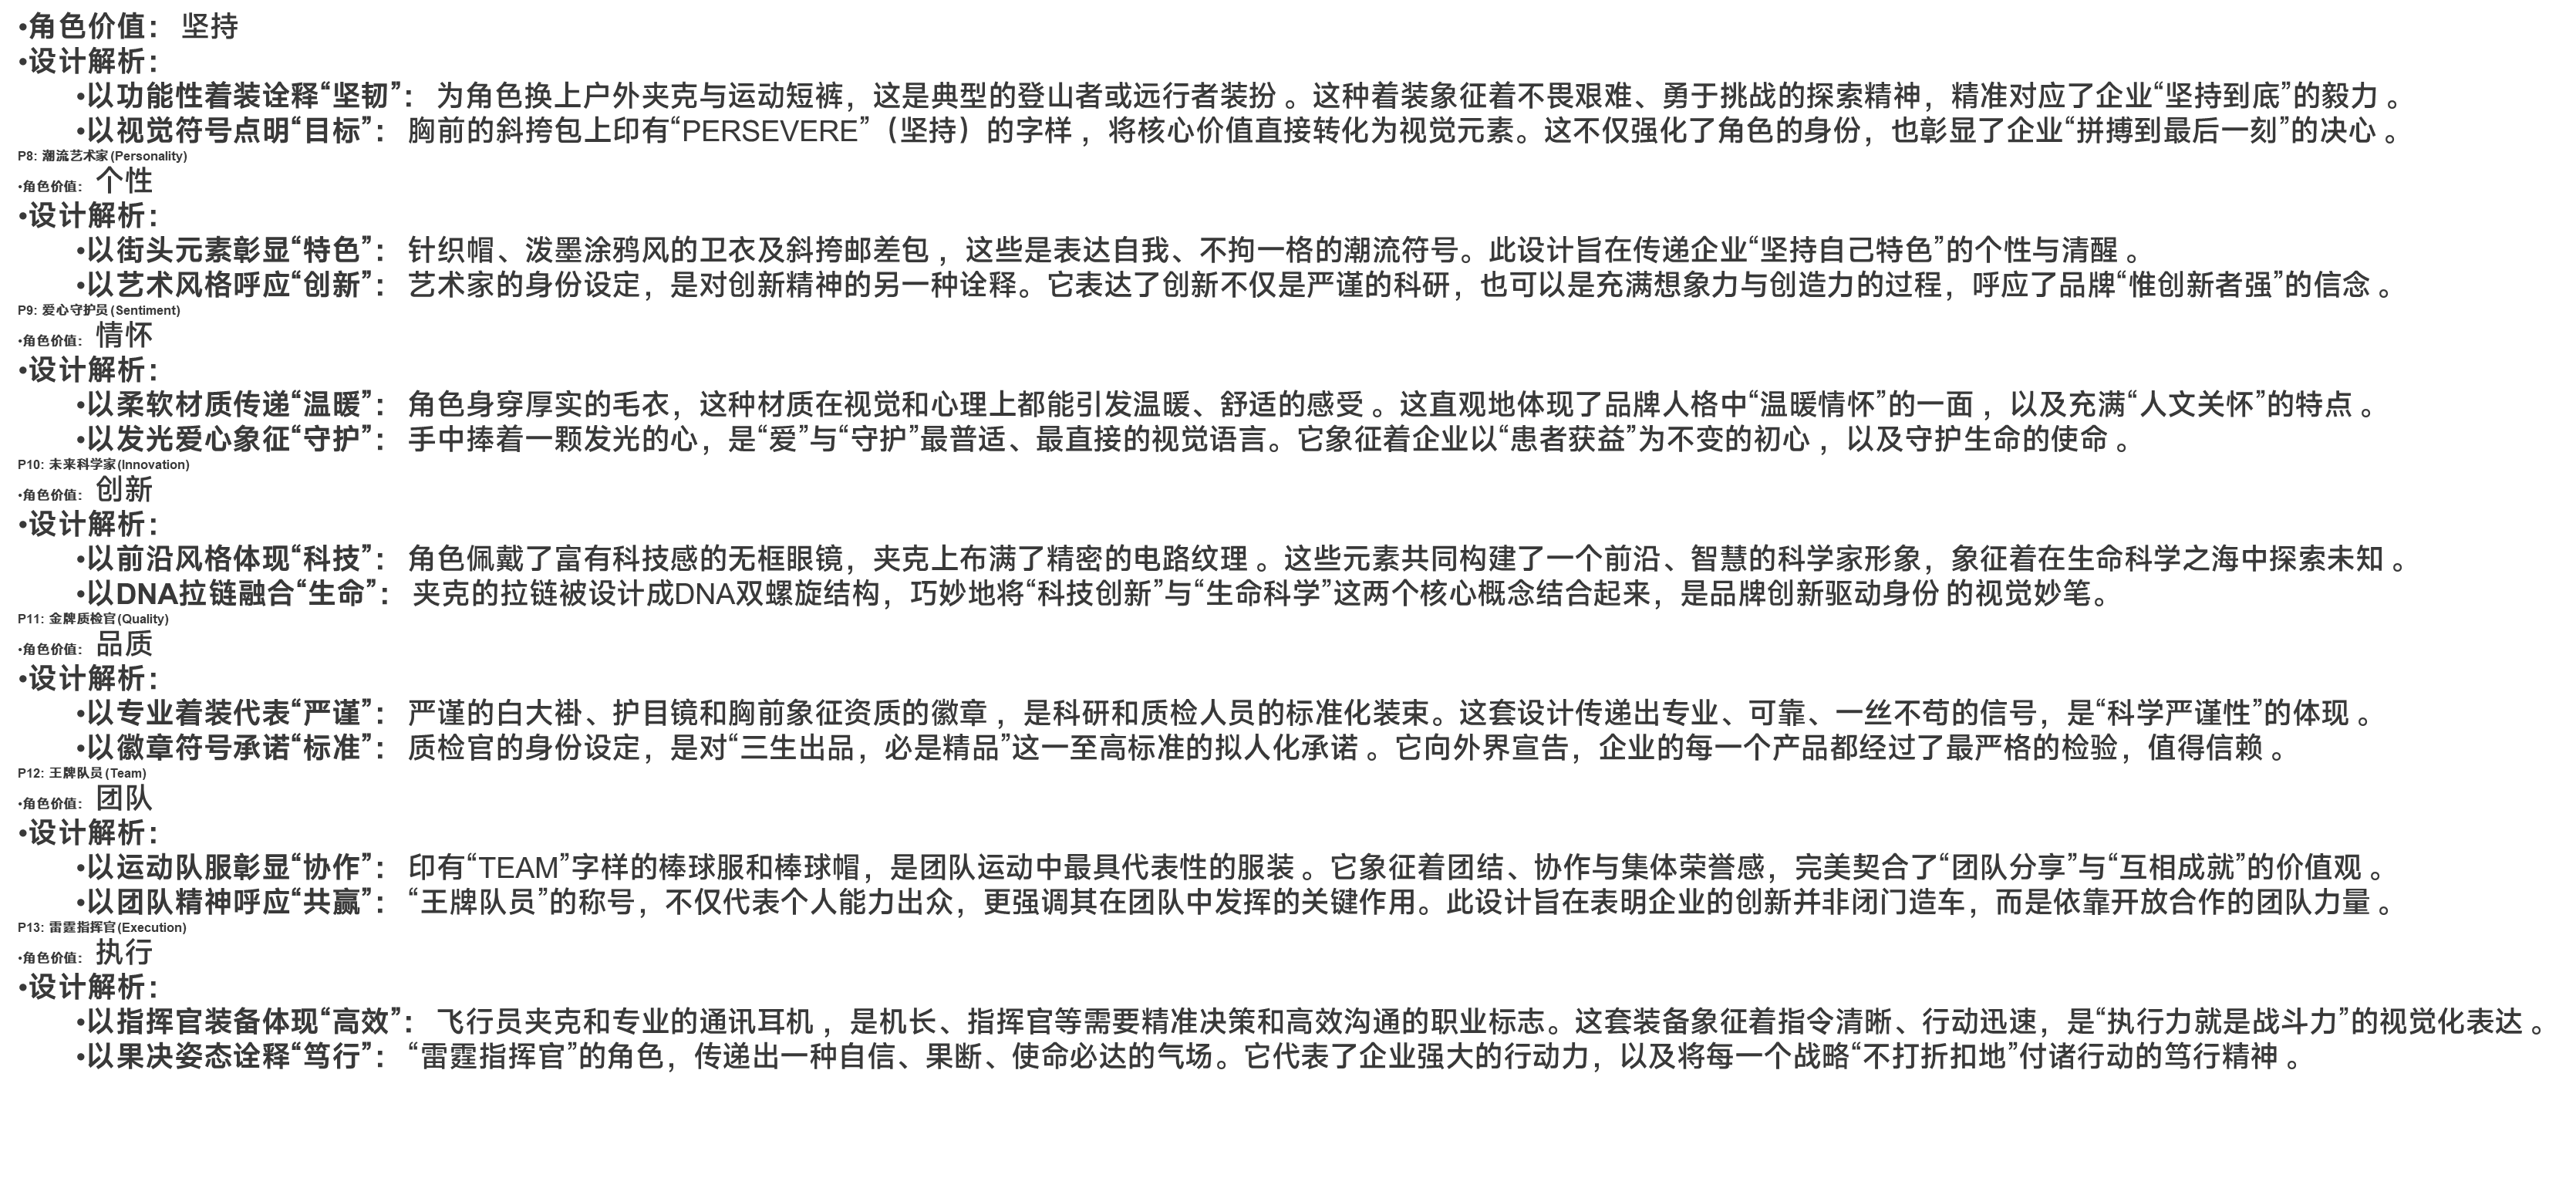 •角色价值： 坚持
•设计解析：
•以功能性着装诠释“坚韧”： 为角色换上户外夹克与运动短裤，这是典型的登山者或远行者装扮 。这种着装象征着不畏艰难、勇于挑战的探索精神，精准对应了企业“坚持到底”的毅力 。
•以视觉符号点明“目标”： 胸前的斜挎包上印有“PERSEVERE”（坚持）的字样 ，将核心价值直接转化为视觉元素。这不仅强化了角色的身份，也彰显了企业“拼搏到最后一刻”的决心 。
P8: 潮流艺术家(Personality)
•角色价值： 个性
•设计解析：
•以街头元素彰显“特色”： 针织帽、泼墨涂鸦风的卫衣及斜挎邮差包 ，这些是表达自我、不拘一格的潮流符号。此设计旨在传递企业“坚持自己特色”的个性与清醒 。
•以艺术风格呼应“创新”： 艺术家的身份设定，是对创新精神的另一种诠释。它表达了创新不仅是严谨的科研，也可以是充满想象力与创造力的过程，呼应了品牌“惟创新者强”的信念 。
P9: 爱心守护员(Sentiment)
•角色价值： 情怀
•设计解析：
•以柔软材质传递“温暖”： 角色身穿厚实的毛衣，这种材质在视觉和心理上都能引发温暖、舒适的感受 。这直观地体现了品牌人格中“温暖情怀”的一面 ，以及充满“人文关怀”的特点 。
•以发光爱心象征“守护”： 手中捧着一颗发光的心，是“爱”与“守护”最普适、最直接的视觉语言。它象征着企业以“患者获益”为不变的初心 ，以及守护生命的使命 。
P10: 未来科学家(Innovation)
•角色价值： 创新
•设计解析：
•以前沿风格体现“科技”： 角色佩戴了富有科技感的无框眼镜，夹克上布满了精密的电路纹理 。这些元素共同构建了一个前沿、智慧的科学家形象，象征着在生命科学之海中探索未知 。
•以DNA拉链融合“生命”： 夹克的拉链被设计成DNA双螺旋结构，巧妙地将“科技创新”与“生命科学”这两个核心概念结合起来，是品牌创新驱动身份 的视觉妙笔。
P11: 金牌质检官(Quality)
•角色价值： 品质
•设计解析：
•以专业着装代表“严谨”： 严谨的白大褂、护目镜和胸前象征资质的徽章 ，是科研和质检人员的标准化装束。这套设计传递出专业、可靠、一丝不苟的信号，是“科学严谨性”的体现 。
•以徽章符号承诺“标准”： 质检官的身份设定，是对“三生出品，必是精品”这一至高标准的拟人化承诺 。它向外界宣告，企业的每一个产品都经过了最严格的检验，值得信赖 。
P12: 王牌队员(Team)
•角色价值： 团队
•设计解析：
•以运动队服彰显“协作”： 印有“TEAM”字样的棒球服和棒球帽，是团队运动中最具代表性的服装 。它象征着团结、协作与集体荣誉感，完美契合了“团队分享”与“互相成就”的价值观 。
•以团队精神呼应“共赢”： “王牌队员”的称号，不仅代表个人能力出众，更强调其在团队中发挥的关键作用。此设计旨在表明企业的创新并非闭门造车，而是依靠开放合作的团队力量 。
P13: 雷霆指挥官(Execution)
•角色价值： 执行
•设计解析：
•以指挥官装备体现“高效”： 飞行员夹克和专业的通讯耳机 ，是机长、指挥官等需要精准决策和高效沟通的职业标志。这套装备象征着指令清晰、行动迅速，是“执行力就是战斗力”的视觉化表达 。
•以果决姿态诠释“笃行”： “雷霆指挥官”的角色，传递出一种自信、果断、使命必达的气场。它代表了企业强大的行动力，以及将每一个战略“不打折扣地”付诸行动的笃行精神 。